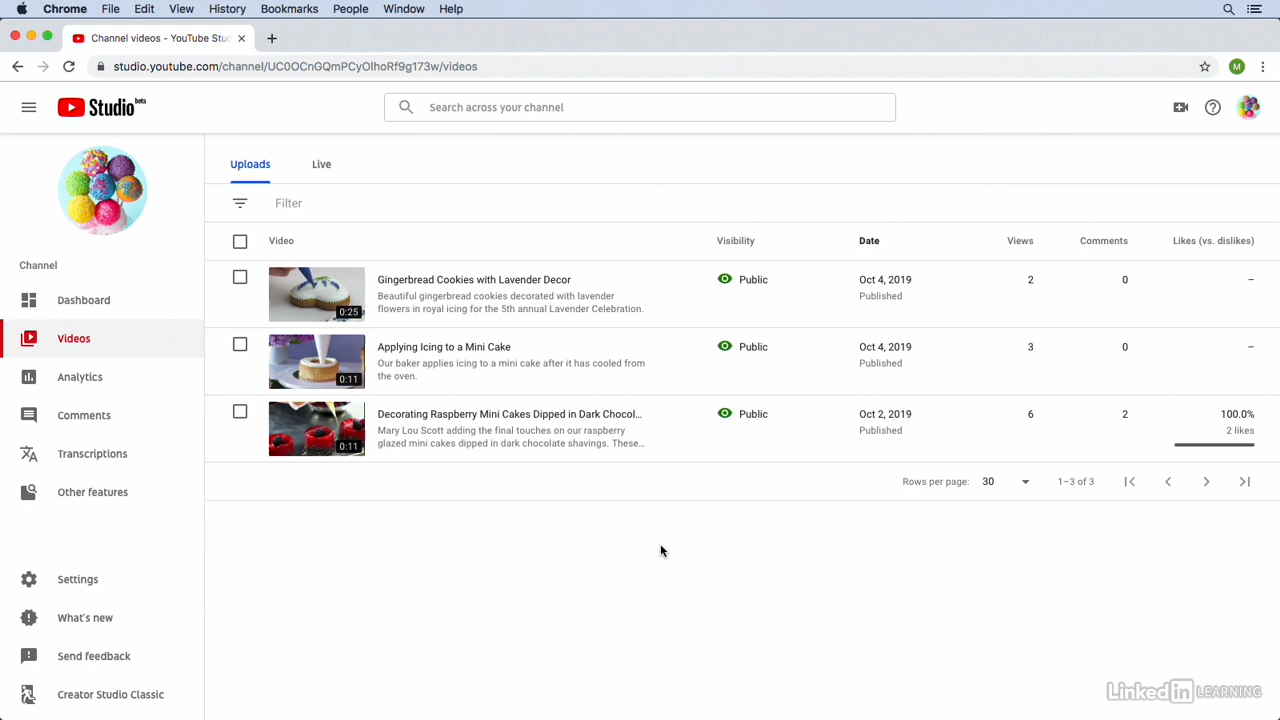 Chrome File Edit View History Bookmarks People Window Help
Channel videos - YouTube Stu
studio.youtube.com/channel/UC0OCnGQmPCyOIhoRf9g173w/videos
M
Studio beta
Search across your channel
Uploads Live
Filter
Video Visibility Date Views Comments Likes (vs. dislikes)
Gingerbread Cookies with Lavender Decor Public Oct 4, 2019 2 0 –
Beautiful gingerbread cookies decorated with lavender Published
flowers in royal icing for the 5th annual Lavender Celebration.
0:25
Applying Icing to a Mini Cake Public Oct 4, 2019 3 0 –
Our baker applies icing to a mini cake after it has cooled from Published
the oven.
0:11
Decorating Raspberry Mini Cakes Dipped in Dark Chocol... Public Oct 2, 2019 6 2 100.0%
Mary Lou Scott adding the final touches on our raspberry Published 2 likes
glazed mini cakes dipped in dark chocolate shavings. These...
0:11
Rows per page: 30 1–3 of 3
Channel
Dashboard
Videos
Analytics
Comments
Transcriptions
Other features
Settings
What's new
Send feedback
Creator Studio Classic
Linked in LEARNING